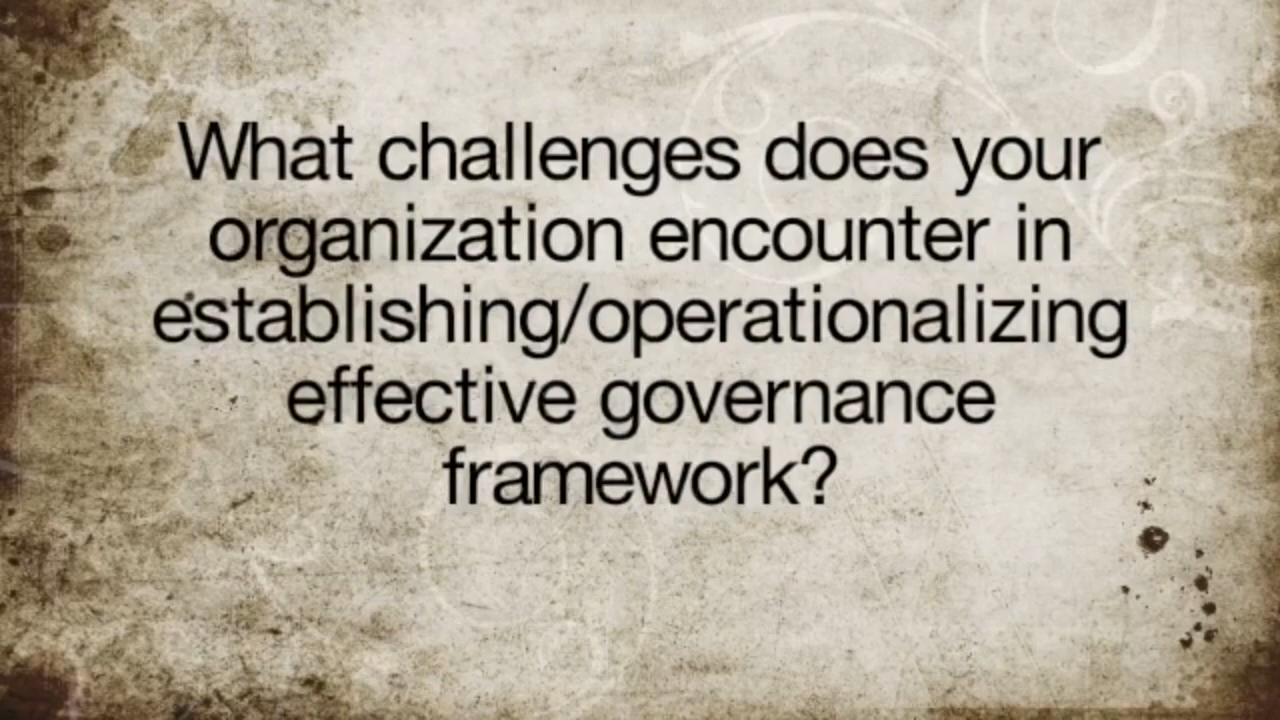 What challenges does your
organization encounter in
establishing/operationalizing
effective governance
framework?